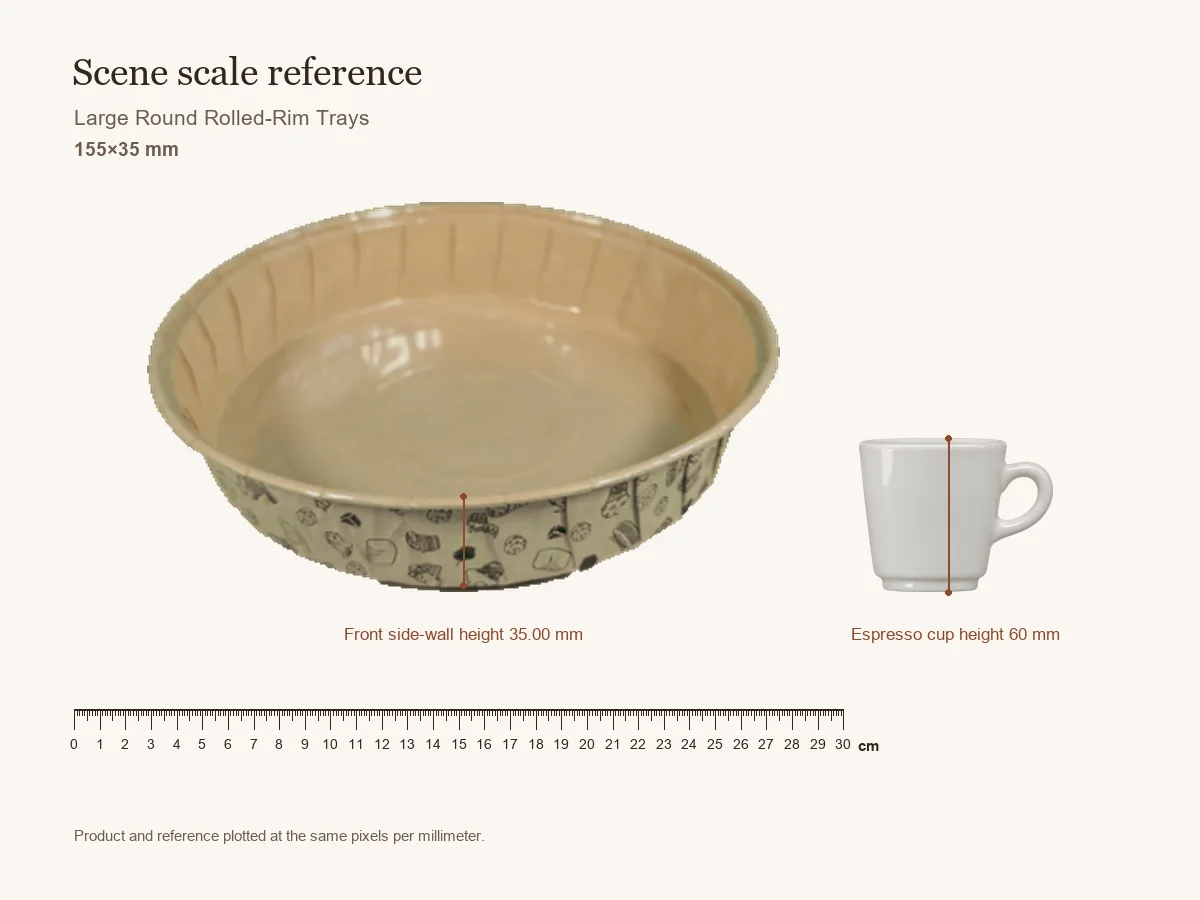 Scene scale reference
Large Round Rolled-Rim Trays
155×35 mm
Front side-wall height 35.00 mm
Espresso cup height 60 mm
0 1 2 3 4 5 6 7 8 9 10 11 12 13 14 15 16 17 18 19 20 21 22 23 24 25 26 27 28 29 30 cm
Product and reference plotted at the same pixels per millimeter.